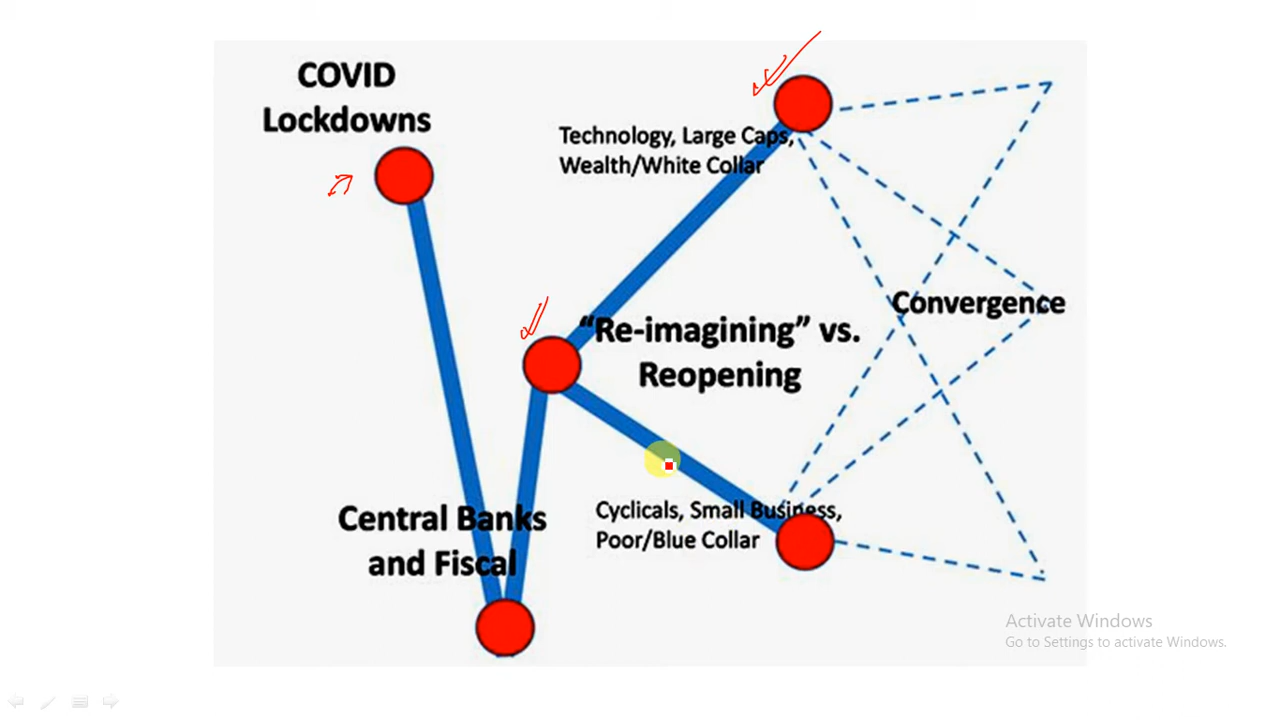 COVID
Lockdowns
Technology, Large Caps,
Wealth/White Collar
Convergence
“Re-imagining” vs.
Reopening
Central Banks
and Fiscal
Cyclicals, Small Business,
Poor/Blue Collar
Activate Windows
Go to Settings to activate Windows.